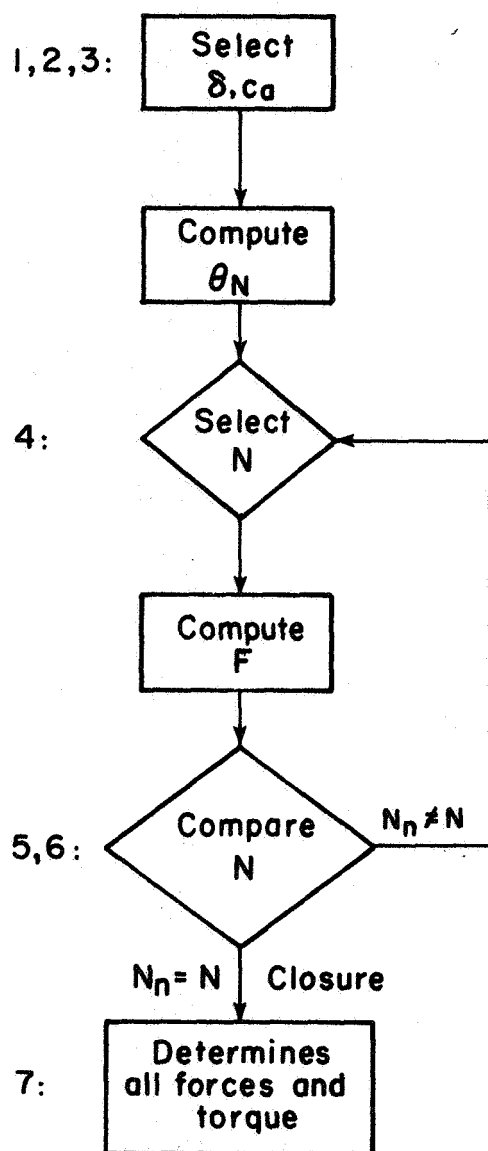 1,2,3:
Select
δ,ca
Compute
θN
4:
Select
N
Compute
F
5,6:
Compare
N
Nn≠N
Nn=N Closure
7:
Determines
all forces and
torque